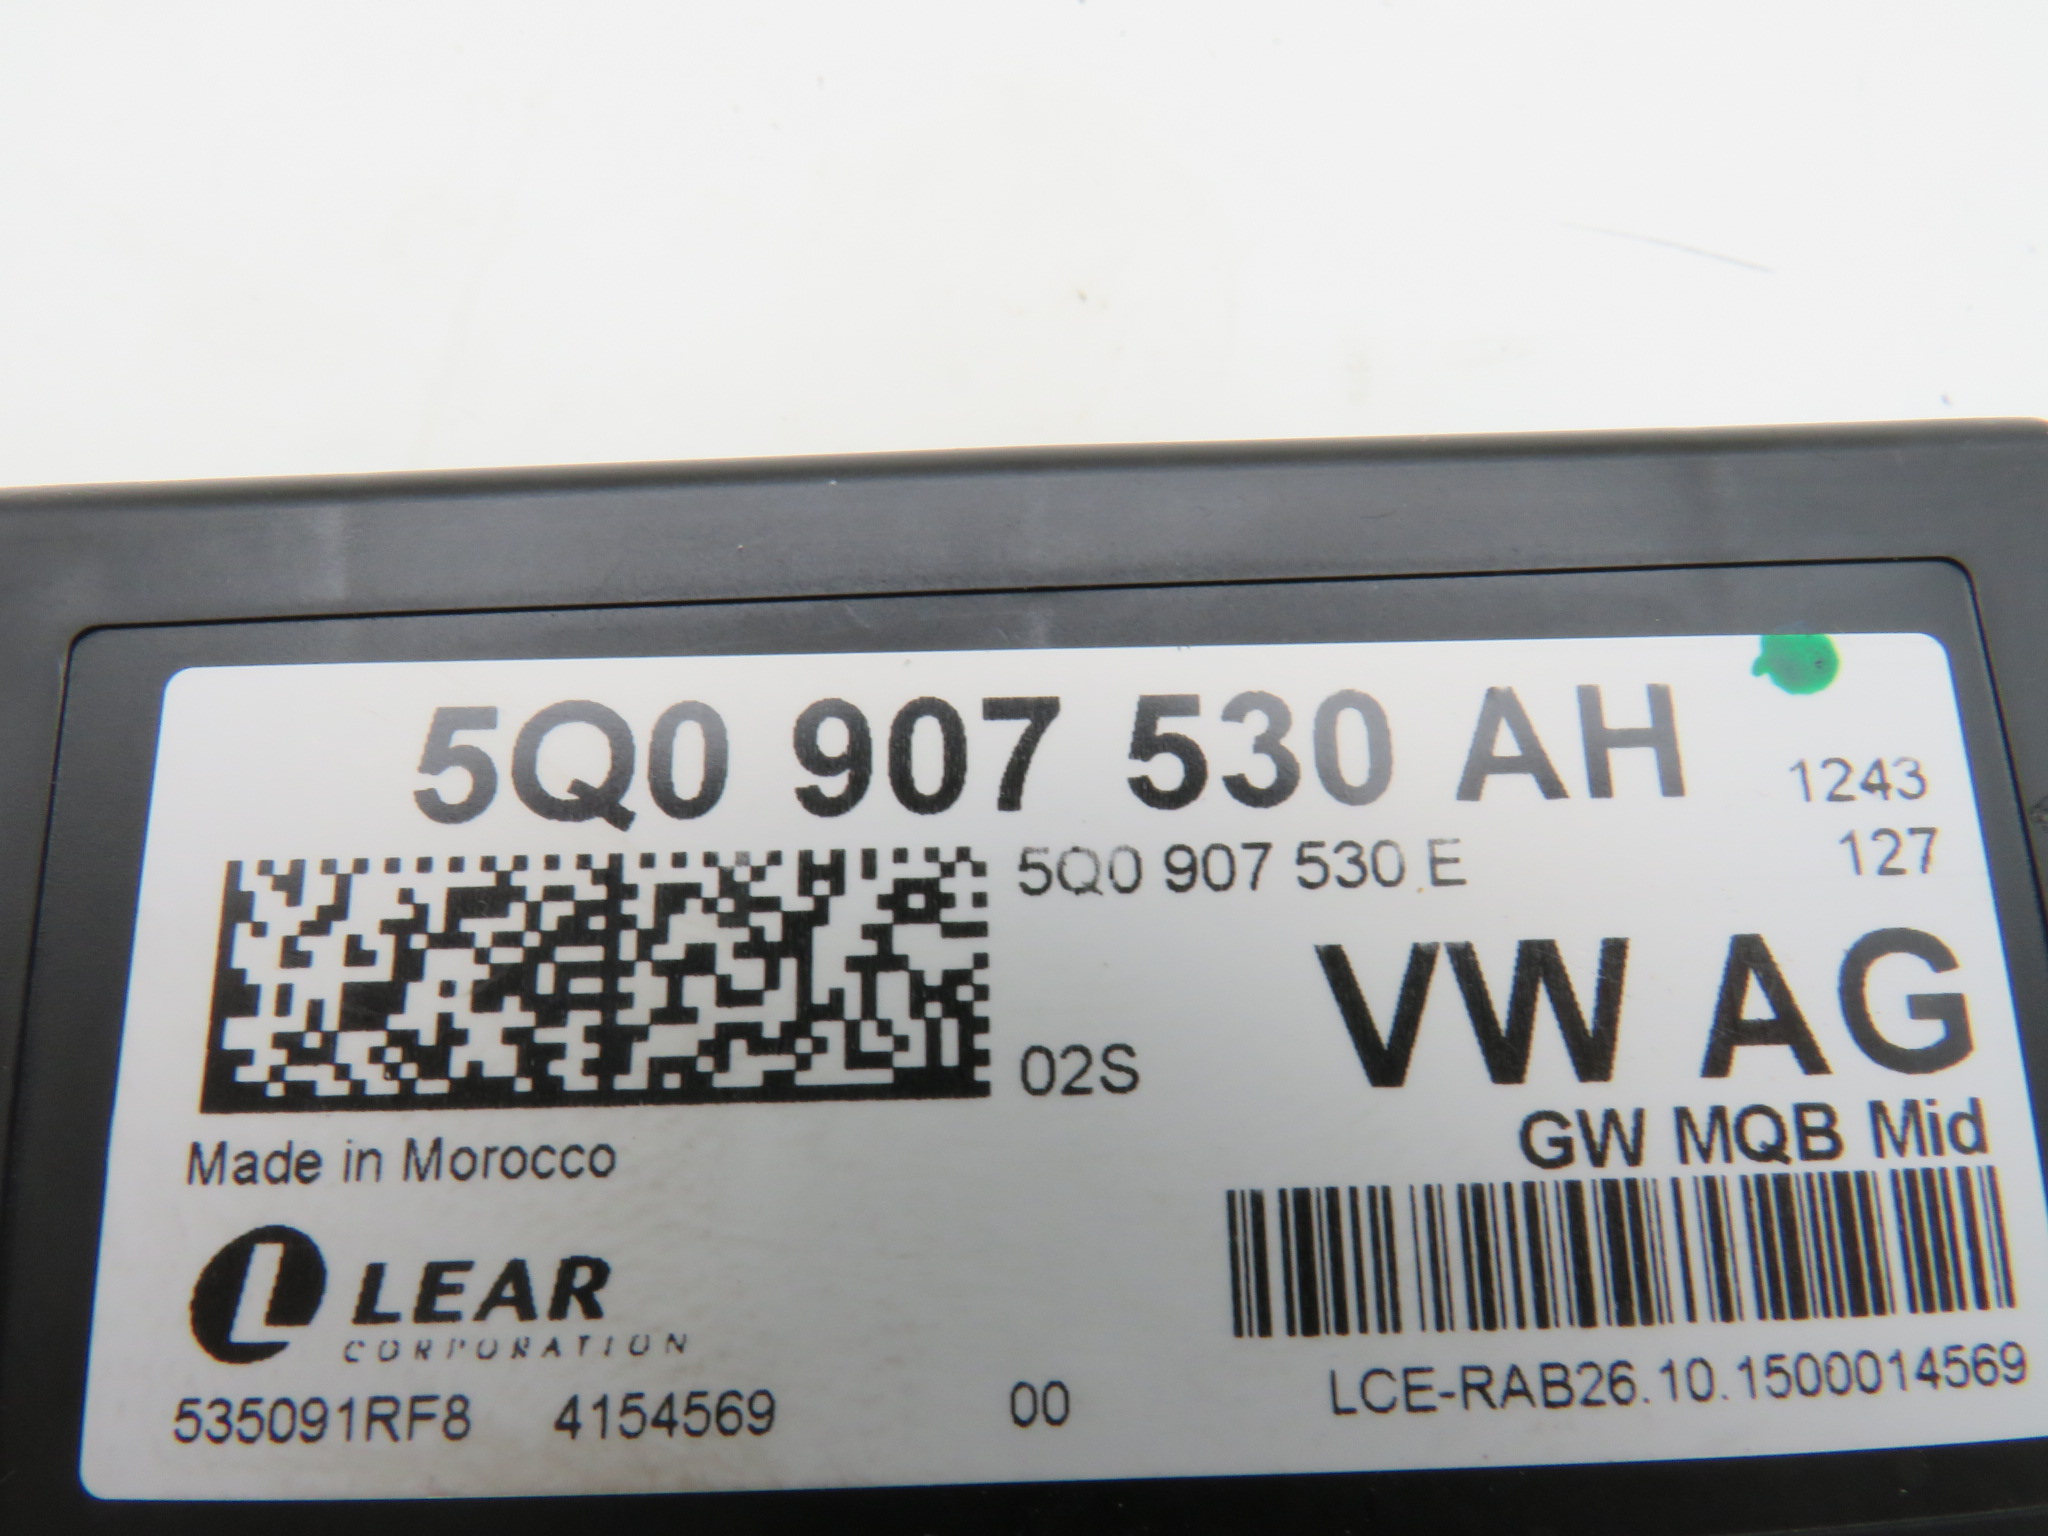 5Q0 907 530 AH
1243
5Q0 907 530 E
127
VW AG
02S
GW MQB Mid
Made in Morocco
LEAR
CORPORATION
535091RF8 4154569 00 LCE-RAB26.10.1500014569